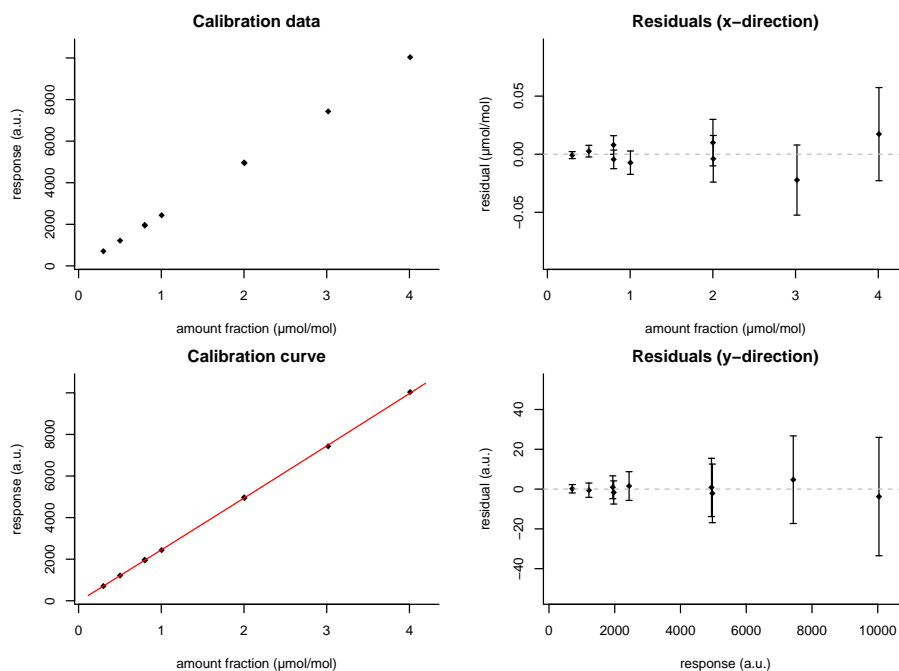 Calibration data
response (a.u.)
0 2000 4000 6000 8000
0 1 2 3 4
amount fraction (µmol/mol)
Residuals (x−direction)
residual (µmol/mol)
−0.05 0.00 0.05
0 1 2 3 4
amount fraction (µmol/mol)
Calibration curve
response (a.u.)
0 2000 4000 6000 8000
0 1 2 3 4
amount fraction (µmol/mol)
Residuals (y−direction)
residual (a.u.)
−40 −20 0 20 40
0 2000 4000 6000 8000 10000
response (a.u.)